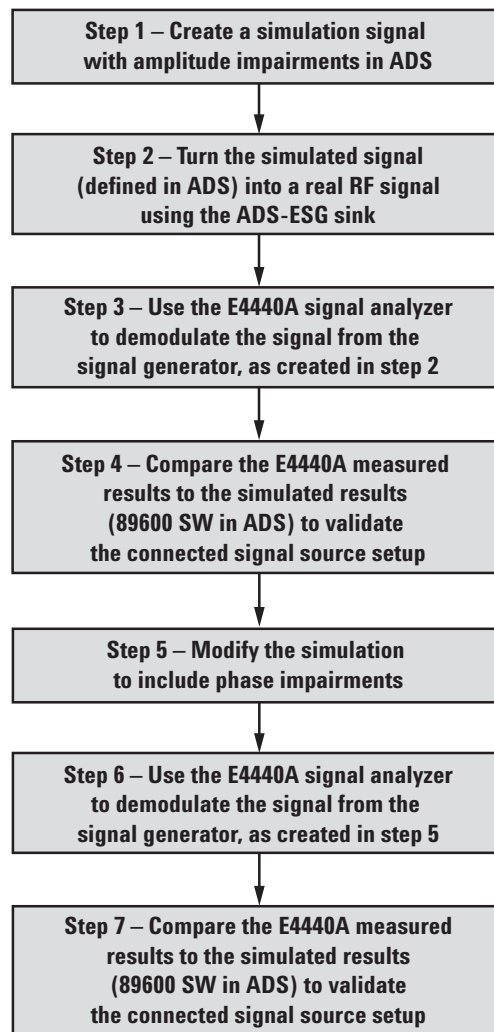 Step 1 – Create a simulation signal
with amplitude impairments in ADS
Step 2 – Turn the simulated signal
(defined in ADS) into a real RF signal
using the ADS-ESG sink
Step 3 – Use the E4440A signal analyzer
to demodulate the signal from the
signal generator, as created in step 2
Step 4 – Compare the E4440A measured
results to the simulated results
(89600 SW in ADS) to validate
the connected signal source setup
Step 5 – Modify the simulation
to include phase impairments
Step 6 – Use the E4440A signal analyzer
to demodulate the signal from the
signal generator, as created in step 5
Step 7 – Compare the E4440A measured
results to the simulated results
(89600 SW in ADS) to validate
the connected signal source setup